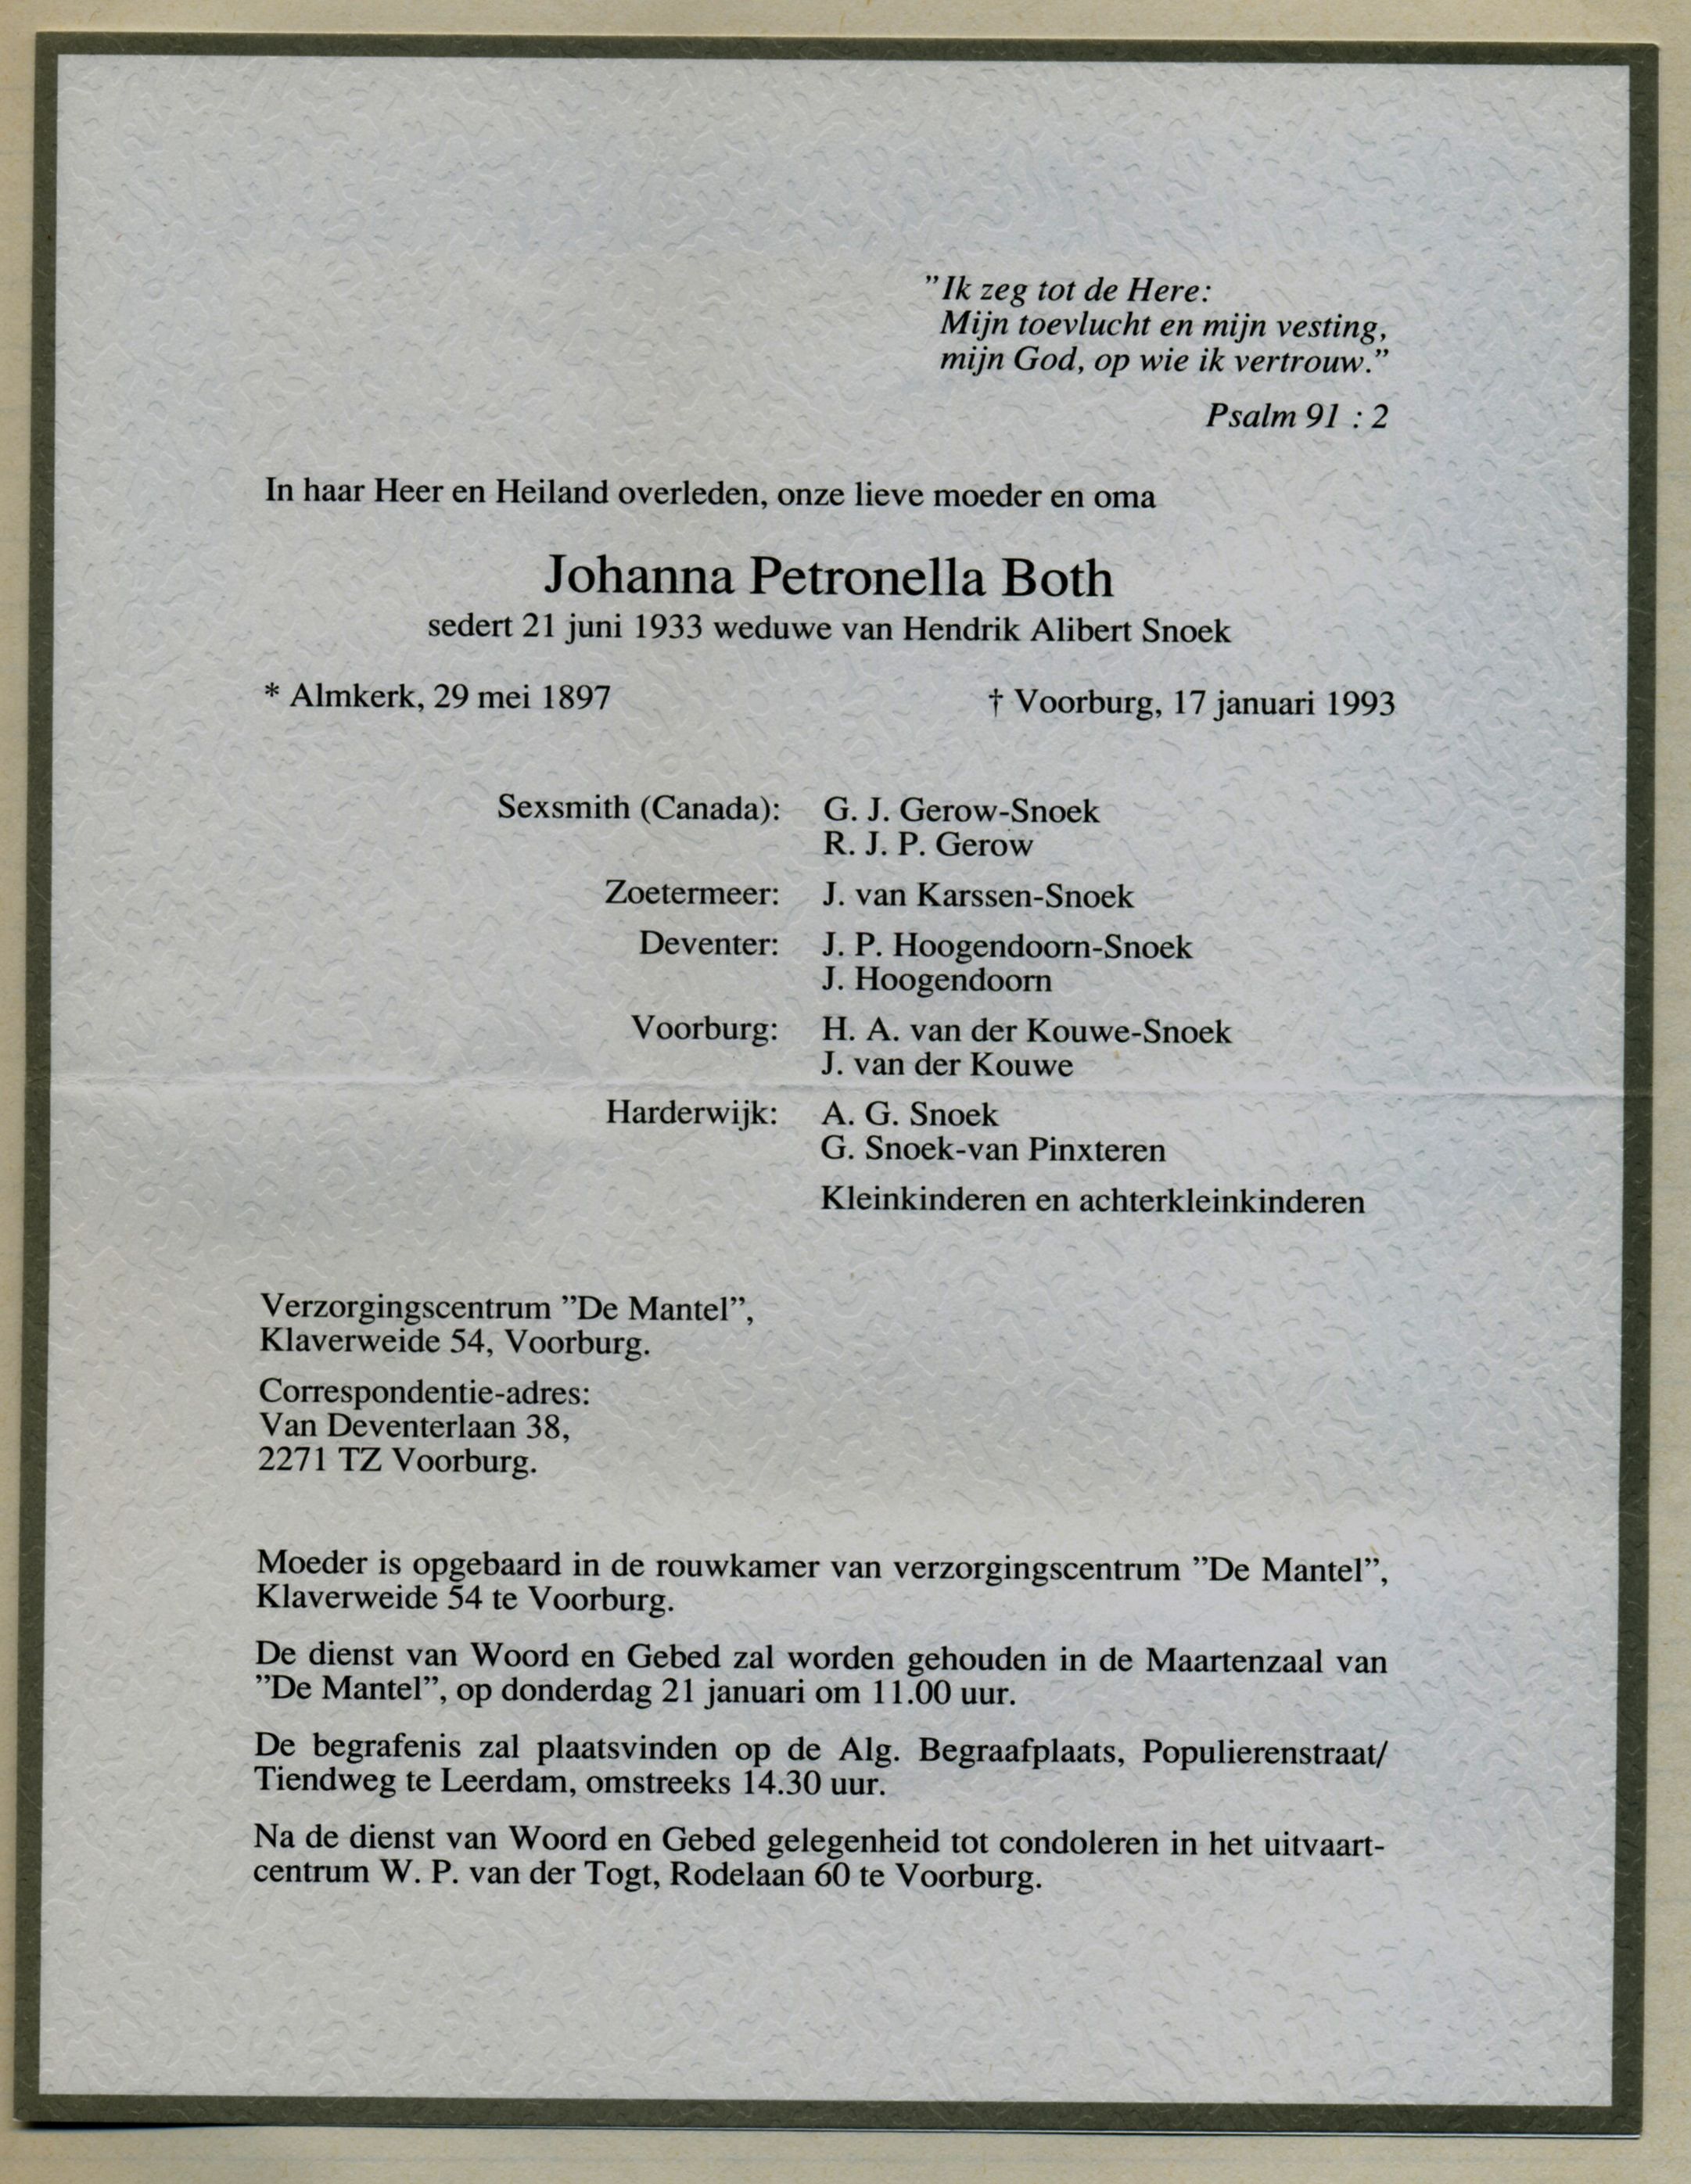 ”Ik zeg tot de Here:
Mijn toevlucht en mijn vesting,
mijn God, op wie ik vertrouw.”
Psalm 91 : 2
In haar Heer en Heiland overleden, onze lieve moeder en oma
Johanna Petronella Both
sedert 21 juni 1933 weduwe van Hendrik Alibert Snoek
* Almkerk, 29 mei 1897 † Voorburg, 17 januari 1993
Sexsmith (Canada): G. J. Gerow-Snoek
R. J. P. Gerow
Zoetermeer: J. van Karssen-Snoek
Deventer: J. P. Hoogendoorn-Snoek
J. Hoogendoorn
Voorburg: H. A. van der Kouwe-Snoek
J. van der Kouwe
Harderwijk: A. G. Snoek
G. Snoek-van Pinxteren
Kleinkinderen en achterkleinkinderen
Verzorgingscentrum ”De Mantel”,
Klaverweide 54, Voorburg.
Correspondentie-adres:
Van Deventerlaan 38,
2271 TZ Voorburg.
Moeder is opgebaard in de rouwkamer van verzorgingscentrum ”De Mantel”,
Klaverweide 54 te Voorburg.
De dienst van Woord en Gebed zal worden gehouden in de Maartenzaal van
”De Mantel”, op donderdag 21 januari om 11.00 uur.
De begrafenis zal plaatsvinden op de Alg. Begraafplaats, Populierenstraat/
Tiendweg te Leerdam, omstreeks 14.30 uur.
Na de dienst van Woord en Gebed gelegenheid tot condoleren in het uitvaart-
centrum W. P. van der Togt, Rodelaan 60 te Voorburg.